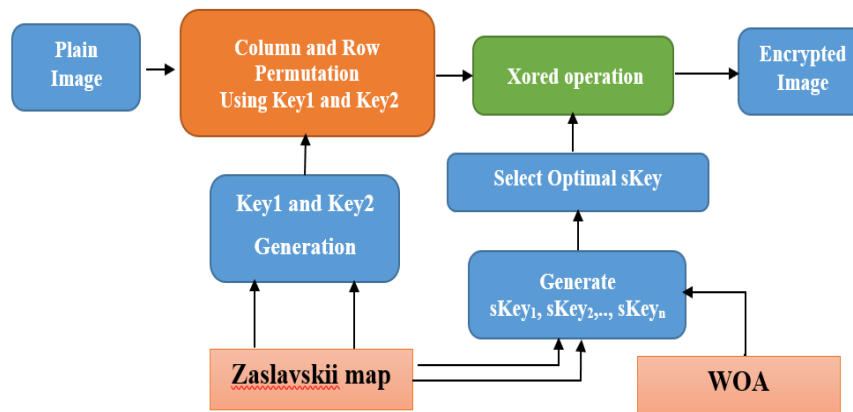 Plain
Image
Column and Row
Permutation
Using Key1 and Key2
Xored operation
Encrypted
Image
Key1 and Key2
Generation
Select Optimal sKey
Generate
sKey₁, sKey₂,.., sKeyₙ
Zaslavskii map
WOA